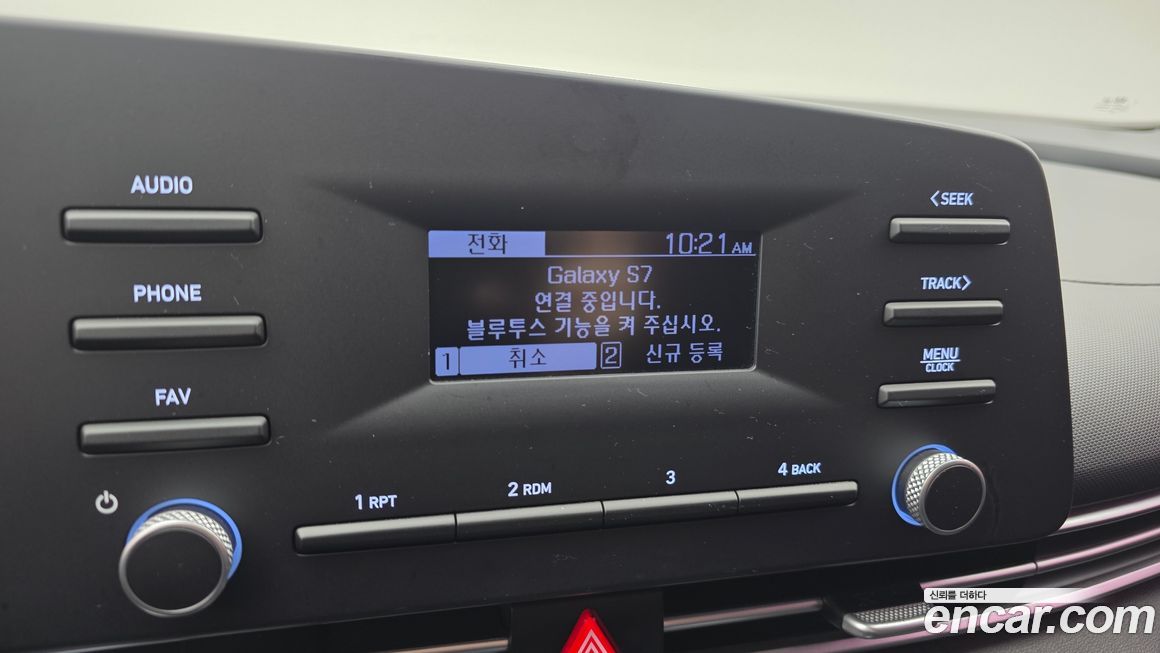 AUDIO
PHONE
FAV
전화 10:21 AM
Galaxy S7
연결 중입니다.
블루투스 기능을 켜 주십시오.
1 취소 2 신규 등록
<SEEK
TRACK>
MENU
CLOCK
1 RPT
2 RDM
3
4 BACK
신뢰를 더하다
encar.com